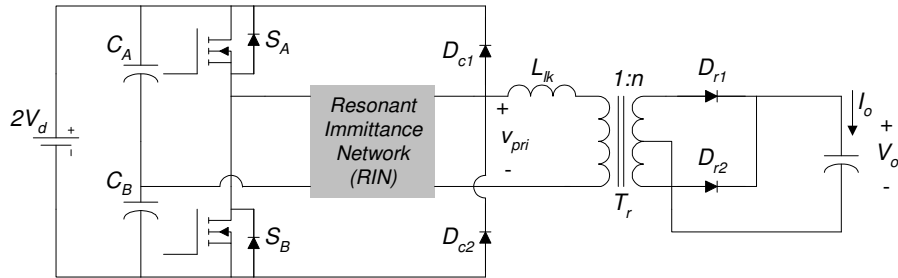 C_A
S_A
D_c1
L_lk
1:n
D_r1
2V_d
+
-
Resonant
Immittance
Network
(RIN)
+
v_pri
-
I_o
+
V_o
-
C_B
D_r2
T_r
S_B
D_c2